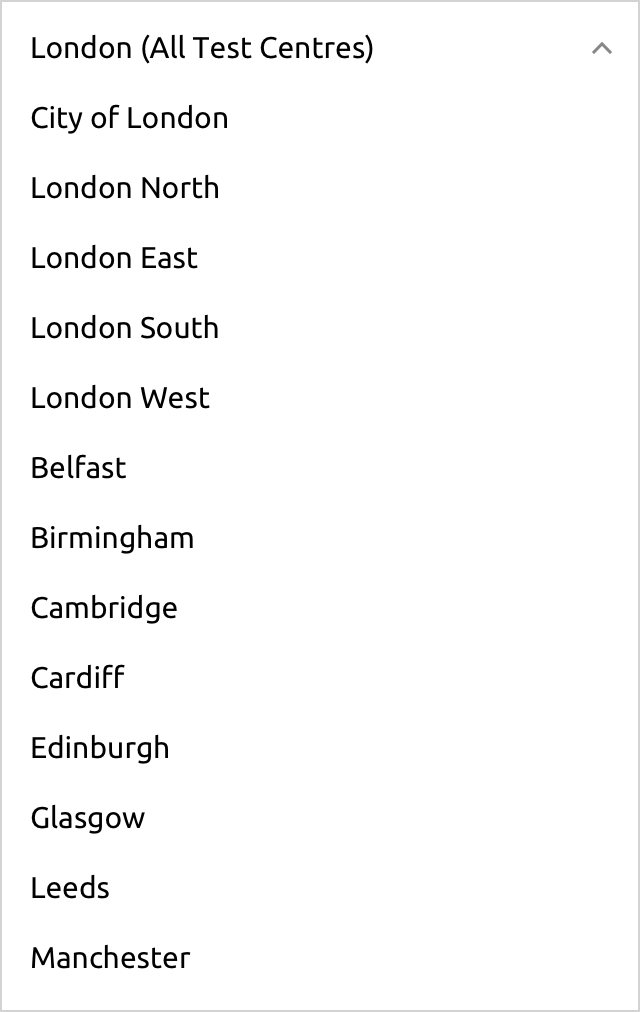 London (All Test Centres)
City of London
London North
London East
London South
London West
Belfast
Birmingham
Cambridge
Cardiff
Edinburgh
Glasgow
Leeds
Manchester